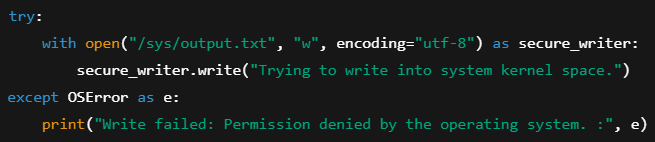 try:
    with open("/sys/output.txt", "w", encoding="utf-8") as secure_writer:
        secure_writer.write("Trying to write into system kernel space.")
except OSError as e:
    print("Write failed: Permission denied by the operating system. :", e)